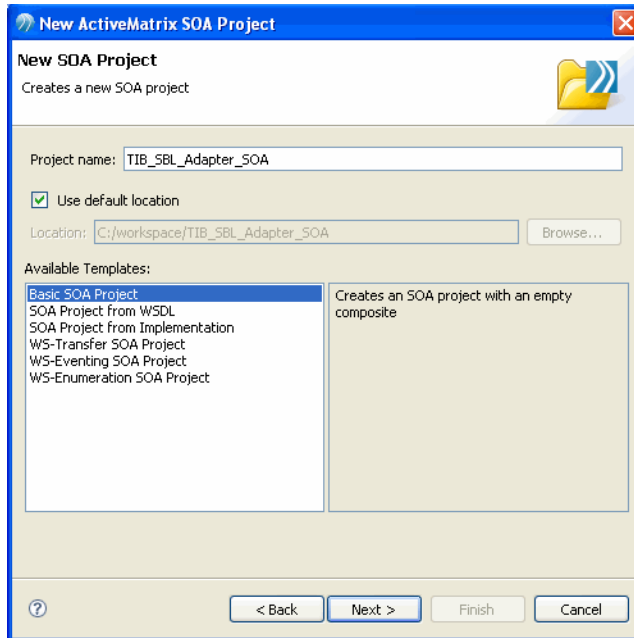 New ActiveMatrix SOA Project
New SOA Project
Creates a new SOA project
Project name: TIB_SBL_Adapter_SOA
Use default location
Location: C:/workspace/TIB_SBL_Adapter_SOA Browse...
Available Templates:
Basic SOA Project
SOA Project from WSDL
SOA Project from Implementation
WS-Transfer SOA Project
WS-Eventing SOA Project
WS-Enumeration SOA Project
Creates an SOA project with an empty
composite
? < Back Next > Finish Cancel